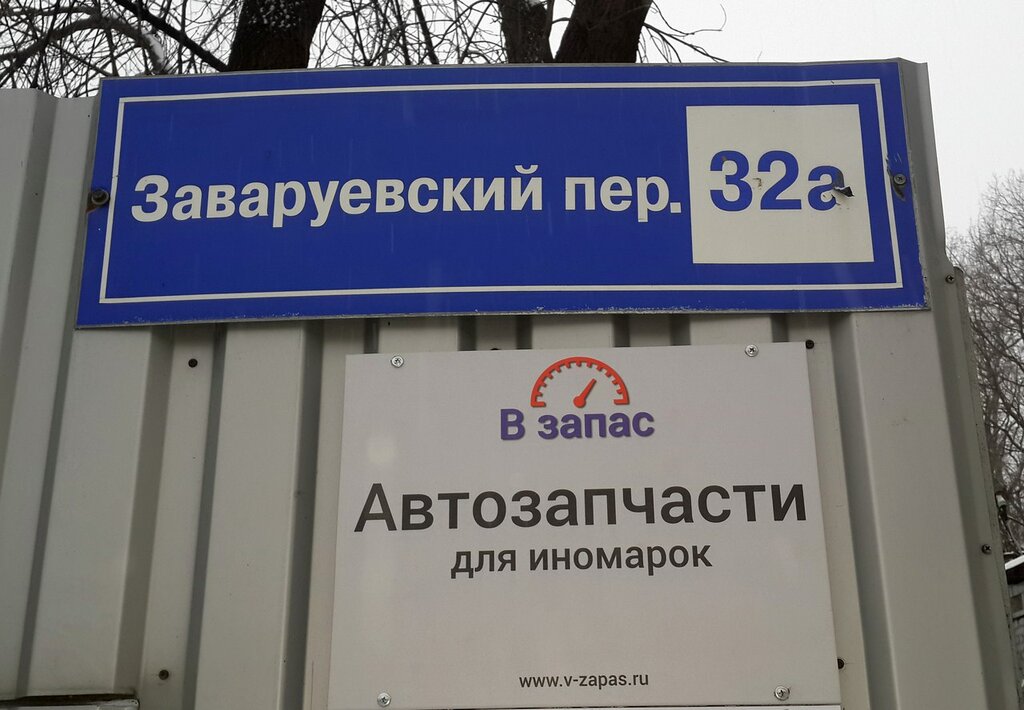 Заваруевский пер. 32а
В запас
Автозапчасти
для иномарок
www.v-zapas.ru